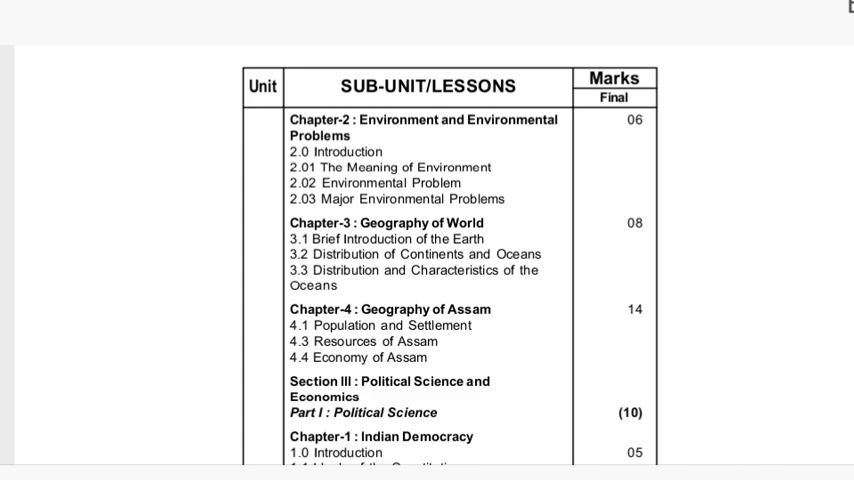 Unit
SUB-UNIT/LESSONS
Marks
Final
Chapter-2 : Environment and Environmental 06
Problems
2.0 Introduction
2.01 The Meaning of Environment
2.02 Environmental Problem
2.03 Major Environmental Problems
Chapter-3 : Geography of World 08
3.1 Brief Introduction of the Earth
3.2 Distribution of Continents and Oceans
3.3 Distribution and Characteristics of the
Oceans
Chapter-4 : Geography of Assam 14
4.1 Population and Settlement
4.3 Resources of Assam
4.4 Economy of Assam
Section III : Political Science and
Economics
Part I : Political Science (10)
Chapter-1 : Indian Democracy
1.0 Introduction 05